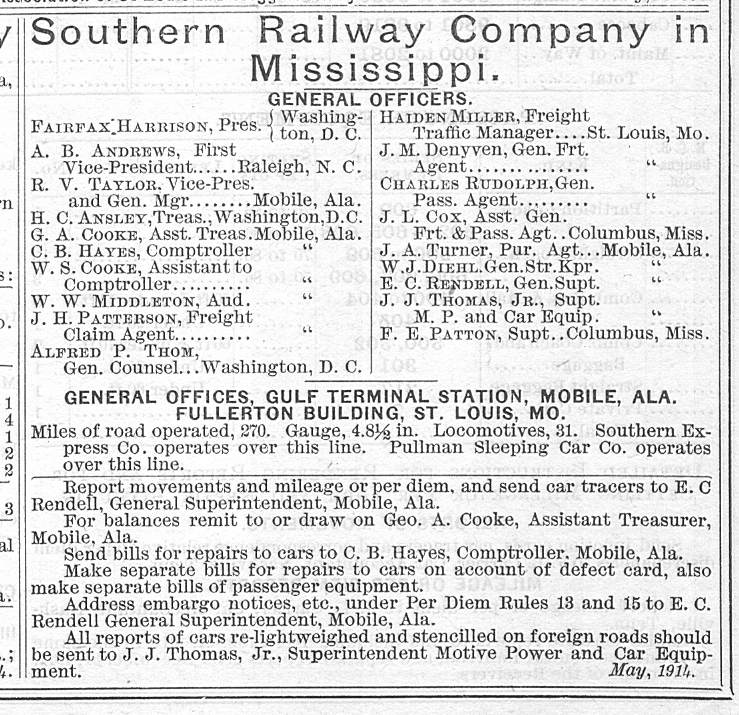 Southern Railway Company in
Mississippi.
GENERAL OFFICERS.
FAIRFAX HARRISON, Pres. { Washing-
ton, D. C.
A. B. ANDREWS, First
Vice-President.....Raleigh, N. C.
R. V. TAYLOR, Vice-Pres.
and Gen. Mgr.......Mobile, Ala.
H. C. ANSLEY, Treas., Washington, D.C.
G. A. COOKE, Asst. Treas. Mobile, Ala.
C. B. HAYES, Comptroller “
W. S. COOKE, Assistant to
Comptroller............ “
W. W. MIDDLETON, Aud. “
J. H. PATTERSON, Freight
Claim Agent.......... “
ALFRED P. THOM,
Gen. Counsel...Washington, D. C.
HAIDEN MILLER, Freight
Traffic Manager....St. Louis, Mo.
J. M. Denyven, Gen. Frt.
Agent.............. “
CHARLES RUDOLPH, Gen.
Pass. Agent......... “
J. L. COX, Asst. Gen.
Frt. & Pass. Agt..Columbus, Miss.
J. A. Turner, Pur. Agt...Mobile, Ala.
W. J. DIEHL. Gen. Str. Kpr. “
E. C. RENDELL, Gen. Supt. “
J. J. THOMAS, JR., Supt.
M. P. and Car Equip. “
F. E. PATTON, Supt..Columbus, Miss.
GENERAL OFFICES, GULF TERMINAL STATION, MOBILE, ALA.
FULLERTON BUILDING, ST. LOUIS, MO.
Miles of road operated, 270. Gauge, 4.8½ in. Locomotives, 31. Southern Ex-
press Co. operates over this line. Pullman Sleeping Car Co. operates
over this line.
Report movements and mileage or per diem, and send car tracers to E. C
Rendell, General Superintendent, Mobile, Ala.
For balances remit to or draw on Geo. A. Cooke, Assistant Treasurer,
Mobile, Ala.
Send bills for repairs to cars to C. B. Hayes, Comptroller. Mobile, Ala.
Make separate bills for repairs to cars on account of defect card, also
make separate bills of passenger equipment.
Address embargo notices, etc., under Per Diem Rules 13 and 15 to E. C.
Rendell General Superintendent, Mobile, Ala.
All reports of cars re-lightweighed and stencilled on foreign roads should
be sent to J. J. Thomas, Jr., Superintendent Motive Power and Car Equip-
ment. May, 1914.